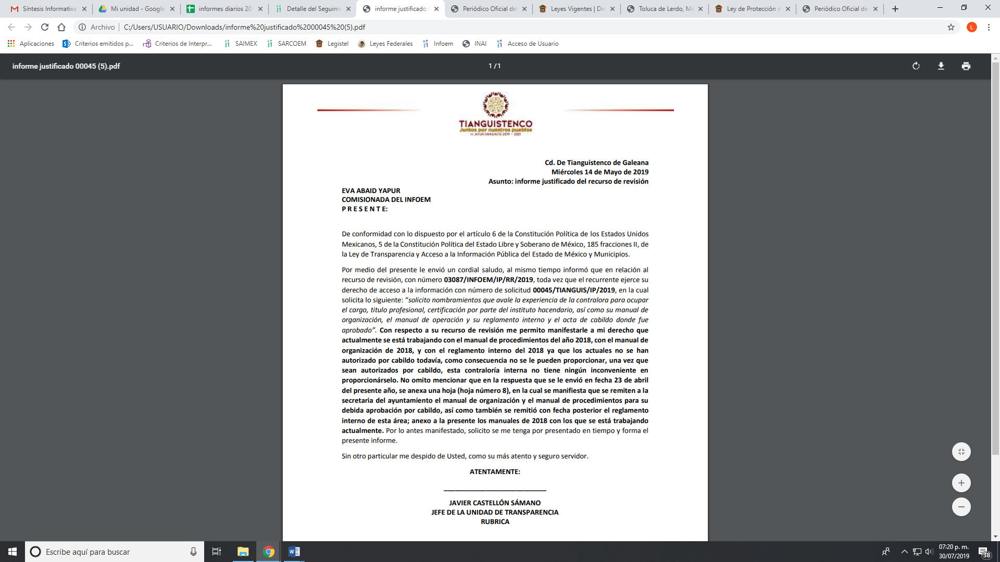 Síntesis Informativa
Mi unidad - Google
informes diarios 201
Detalle del Seguimi
informe justificado
Periódico Oficial del
Leyes Vigentes | Dir
Toluca de Lerdo, Mé
Ley de Protección d
Periódico Oficial del
Archivo
C:/Users/USUARIO/Downloads/informe%20justificado%2000045%20(5).pdf
L
Aplicaciones
Criterios emitidos p...
Criterios de Interpr...
SAIMEX
SARCOEM
Legistel
Leyes Federales
Infoem
INAI
Acceso de Usuario
informe justificado 00045 (5).pdf
1 / 1
TIANGUISTENCO
Juntos por nuestros pueblos
H. AYUNTAMIENTO 2019 - 2021
Cd. De Tianguistenco de Galeana
Miércoles 14 de Mayo de 2019
Asunto: informe justificado del recurso de revisión
EVA ABAID YAPUR
COMISIONADA DEL INFOEM
P R E S E N T E:
De conformidad con lo dispuesto por el artículo 6 de la Constitución Política de los Estados Unidos
Mexicanos, 5 de la Constitución Política del Estado Libre y Soberano de México, 185 fracciones II, de
la Ley de Transparencia y Acceso a la Información Pública del Estado de México y Municipios.
Por medio del presente le envió un cordial saludo, al mismo tiempo informó que en relación al
recurso de revisión, con número 03087/INFOEM/IP/RR/2019, toda vez que el recurrente ejerce su
derecho de acceso a la información con número de solicitud 00045/TIANGUIS/IP/2019, en la cual
solicita lo siguiente: “solicito nombramientos que avale la experiencia de la contralora para ocupar
el cargo, titulo profesional, certificación por parte del instituto hacendario, así como su manual de
organización, el manual de operación y su reglamento interno y el acta de cabildo donde fue
aprobado”. Con respecto a su recurso de revisión me permito manifestarle a mi derecho que
actualmente se está trabajando con el manual de procedimientos del año 2018, con el manual de
organización de 2018, y con el reglamento interno del 2018 ya que los actuales no se han
autorizado por cabildo todavía, como consecuencia no se le pueden proporcionar, una vez que
sean autorizados por cabildo, esta contraloría interna no tiene ningún inconveniente en
proporcionárselo. No omito mencionar que en la respuesta que se le envió en fecha 23 de abril
del presente año, se anexa una hoja (hoja número 8), en la cual se manifiesta que se remiten a la
secretaria del ayuntamiento el manual de organización y el manual de procedimientos para su
debida aprobación por cabildo, así como también se remitió con fecha posterior el reglamento
interno de esta área; anexo a la presente los manuales de 2018 con los que se está trabajando
actualmente. Por lo antes manifestado, solicito se me tenga por presentado en tiempo y forma el
presente informe.
Sin otro particular me despido de Usted, como su más atento y seguro servidor.
ATENTAMENTE:
JAVIER CASTELLÓN SÁMANO
JEFE DE LA UNIDAD DE TRANSPARENCIA
RUBRICA
Escribe aquí para buscar
07:20 p. m.
30/07/2019
38